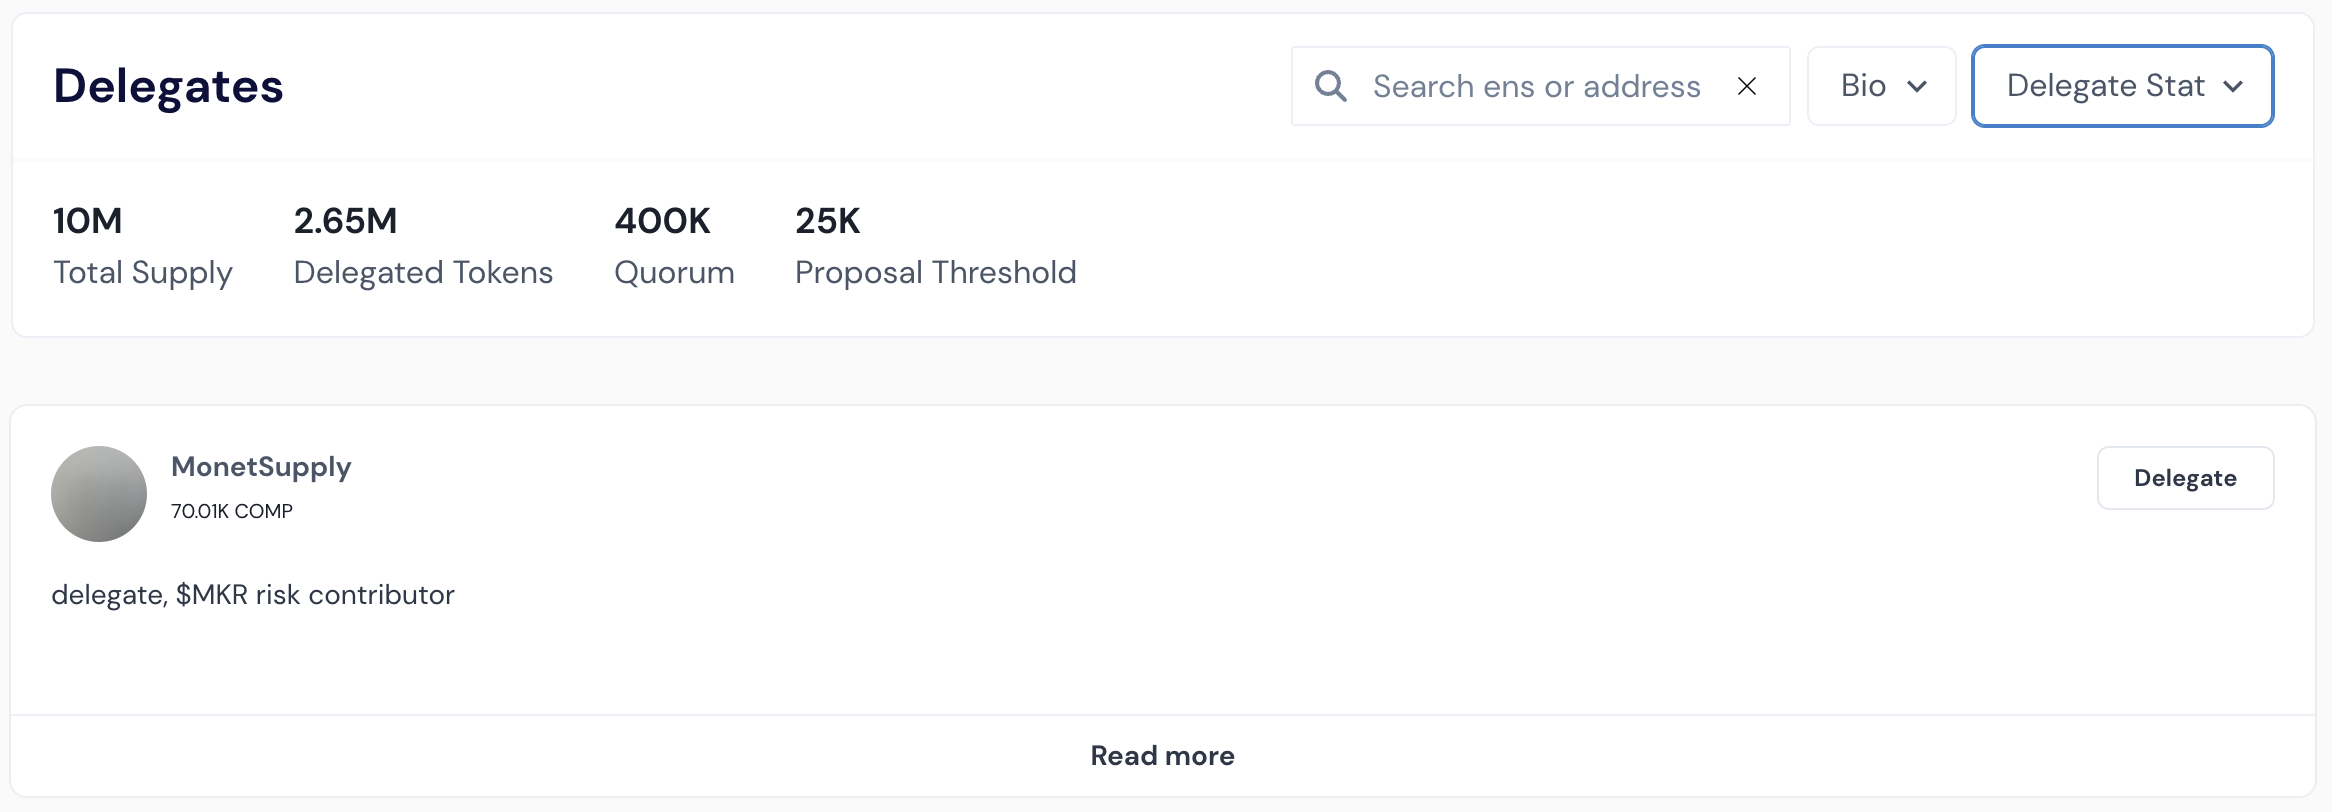 Delegates
Search ens or address
Bio
Delegate Stat
10M
Total Supply
2.65M
Delegated Tokens
400K
Quorum
25K
Proposal Threshold
MonetSupply
70.01K COMP
Delegate
delegate, $MKR risk contributor
Read more